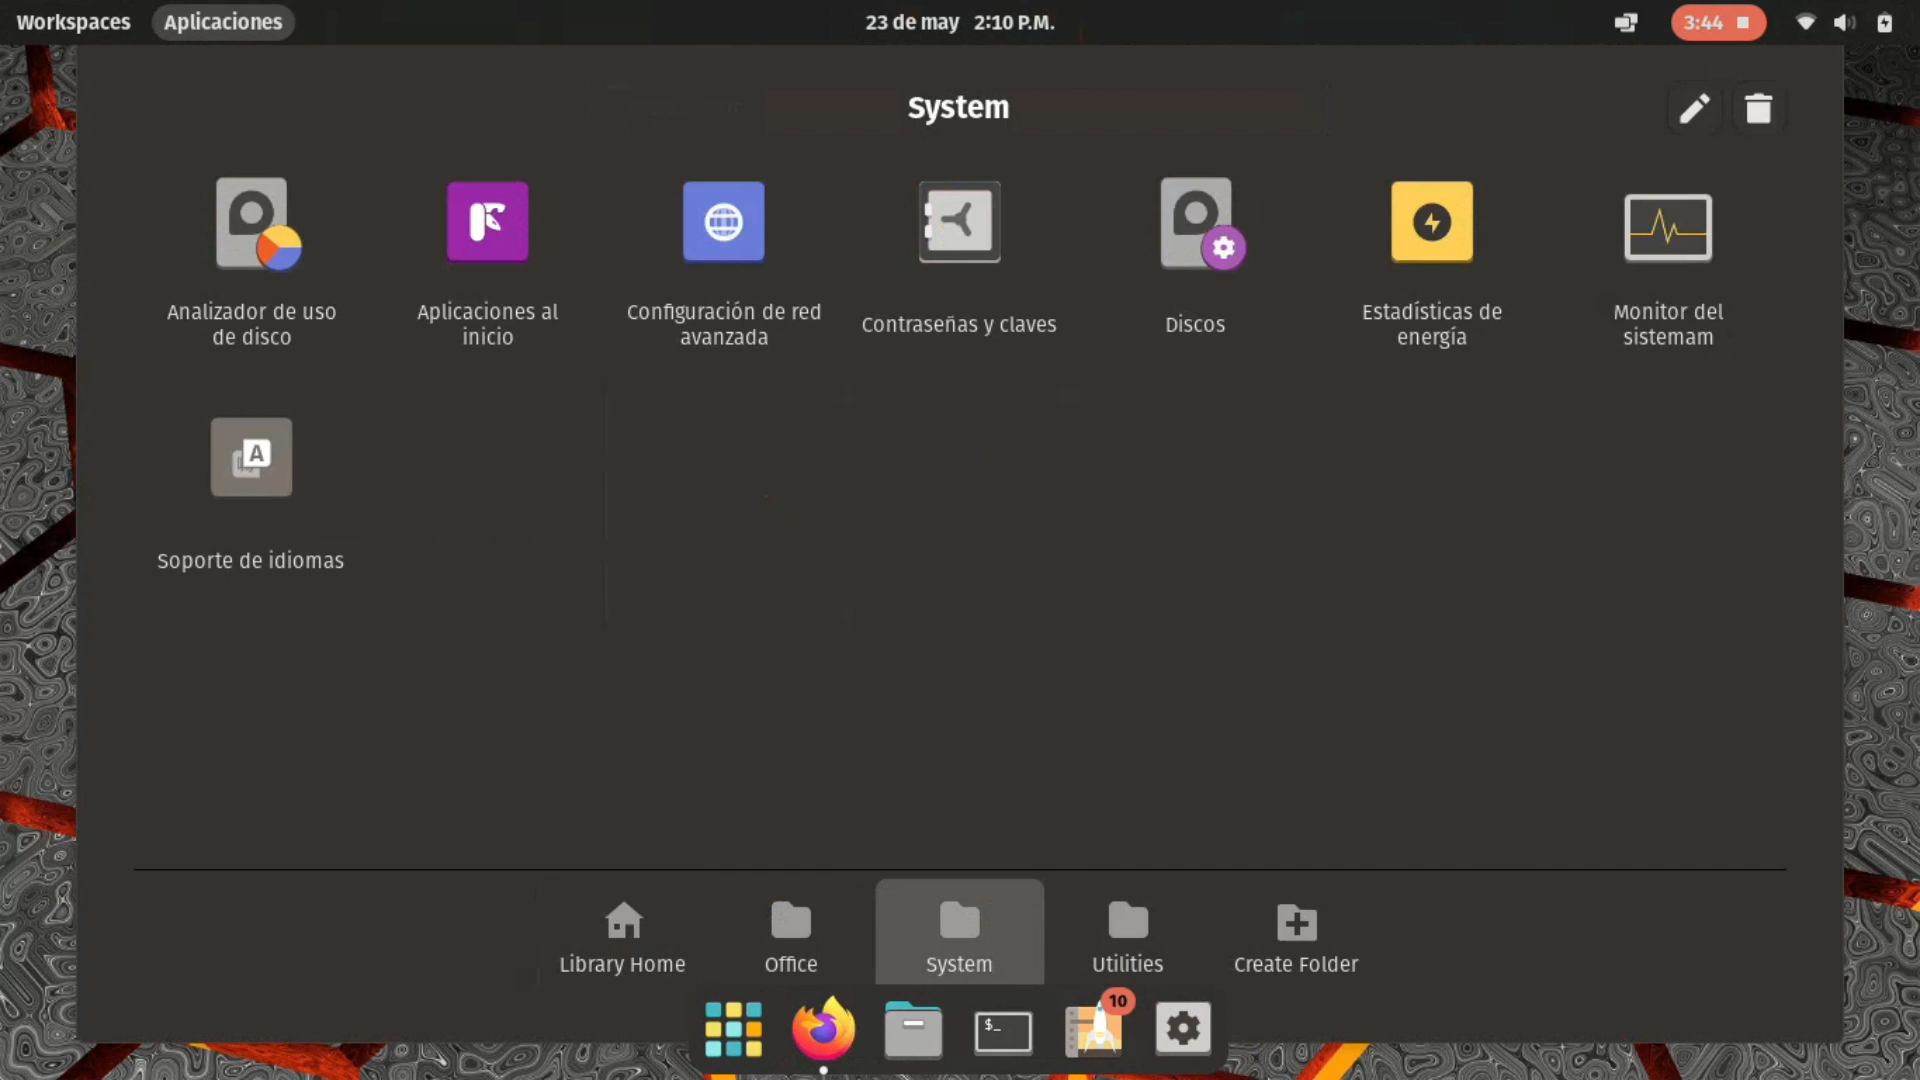 Workspaces Aplicaciones 23 de may 2:10 P.M. 3:44
System
Analizador de uso
de disco
Aplicaciones al
inicio
Configuración de red
avanzada
Contraseñas y claves
Discos
Estadísticas de
energía
Monitor del
sistemam
A
Soporte de idiomas
Library Home
Office
System
Utilities
Create Folder
$_
10